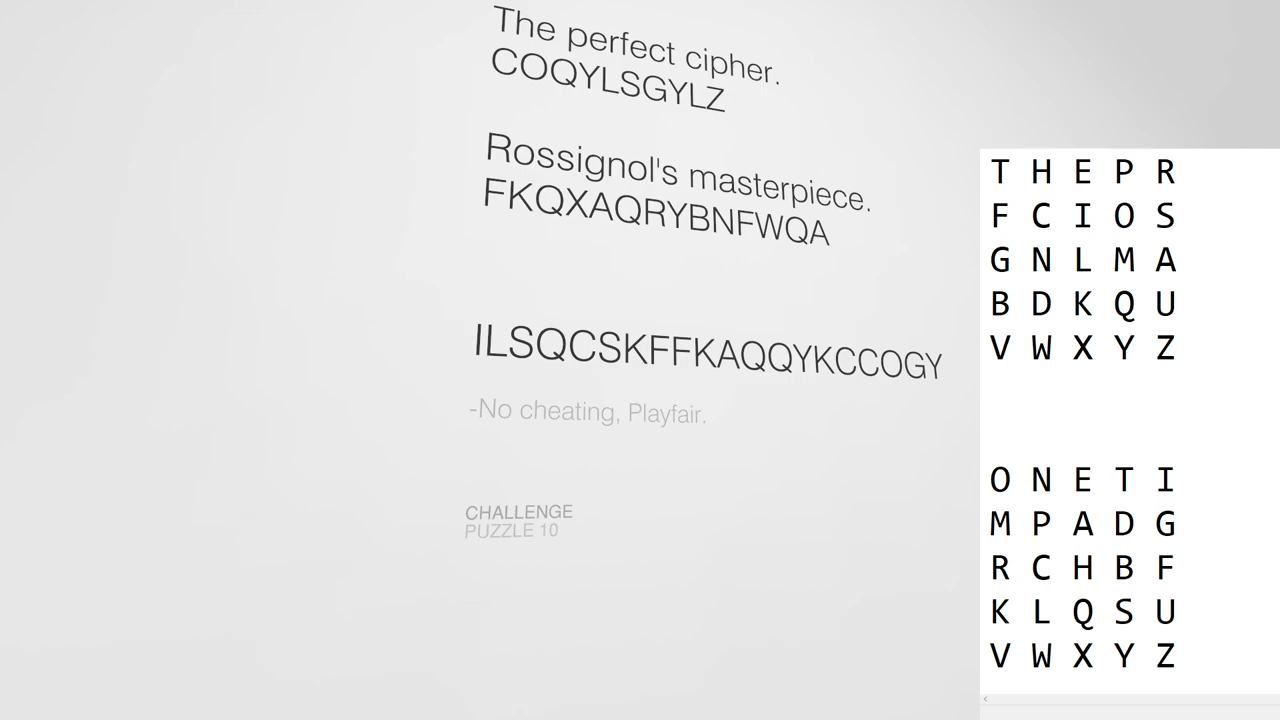 The perfect cipher.
COQYLSGYLZ
Rossignol's masterpiece.
FKQXAQRYBNFWQA
ILSQCSKFFKAQQYKCCOGY
-No cheating, Playfair.
CHALLENGE
PUZZLE 10
T H E P R
F C I O S
G N L M A
B D K Q U
V W X Y Z
O N E T I
M P A D G
R C H B F
K L Q S U
V W X Y Z